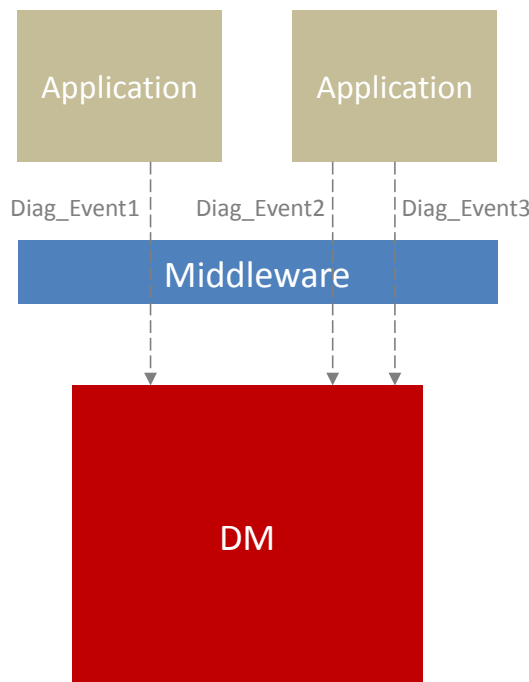 Application Application
Diag_Event1 Diag_Event2 Diag_Event3
Middleware
DM